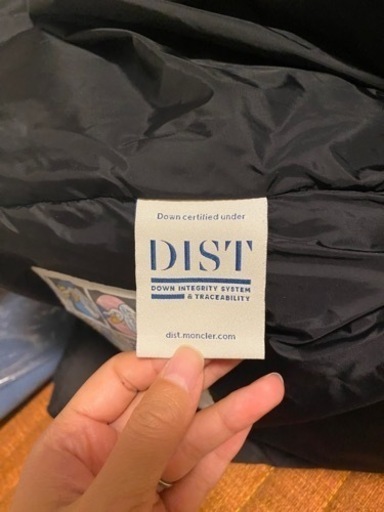 Down certified under
DIST
DOWN INTEGRITY SYSTEM
& TRACEABILITY
dist.moncler.com